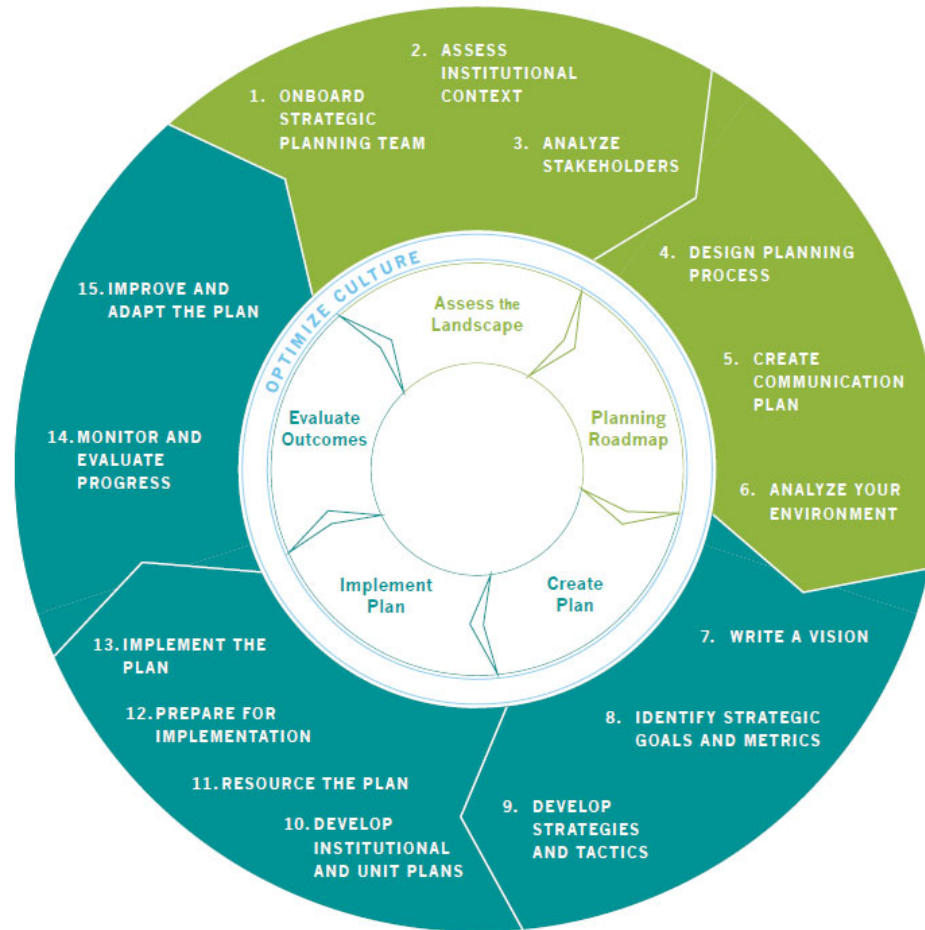 1. ONBOARD
STRATEGIC
PLANNING TEAM
2. ASSESS
INSTITUTIONAL
CONTEXT
3. ANALYZE
STAKEHOLDERS
4. DESIGN PLANNING
PROCESS
5. CREATE
COMMUNICATION
PLAN
6. ANALYZE YOUR
ENVIRONMENT
7. WRITE A VISION
8. IDENTIFY STRATEGIC
GOALS AND METRICS
9. DEVELOP
STRATEGIES
AND TACTICS
10. DEVELOP
INSTITUTIONAL
AND UNIT PLANS
11. RESOURCE THE PLAN
12. PREPARE FOR
IMPLEMENTATION
13. IMPLEMENT THE
PLAN
14. MONITOR AND
EVALUATE
PROGRESS
15. IMPROVE AND
ADAPT THE PLAN
OPTIMIZE CULTURE
Assess the
Landscape
Planning
Roadmap
Create
Plan
Implement
Plan
Evaluate
Outcomes